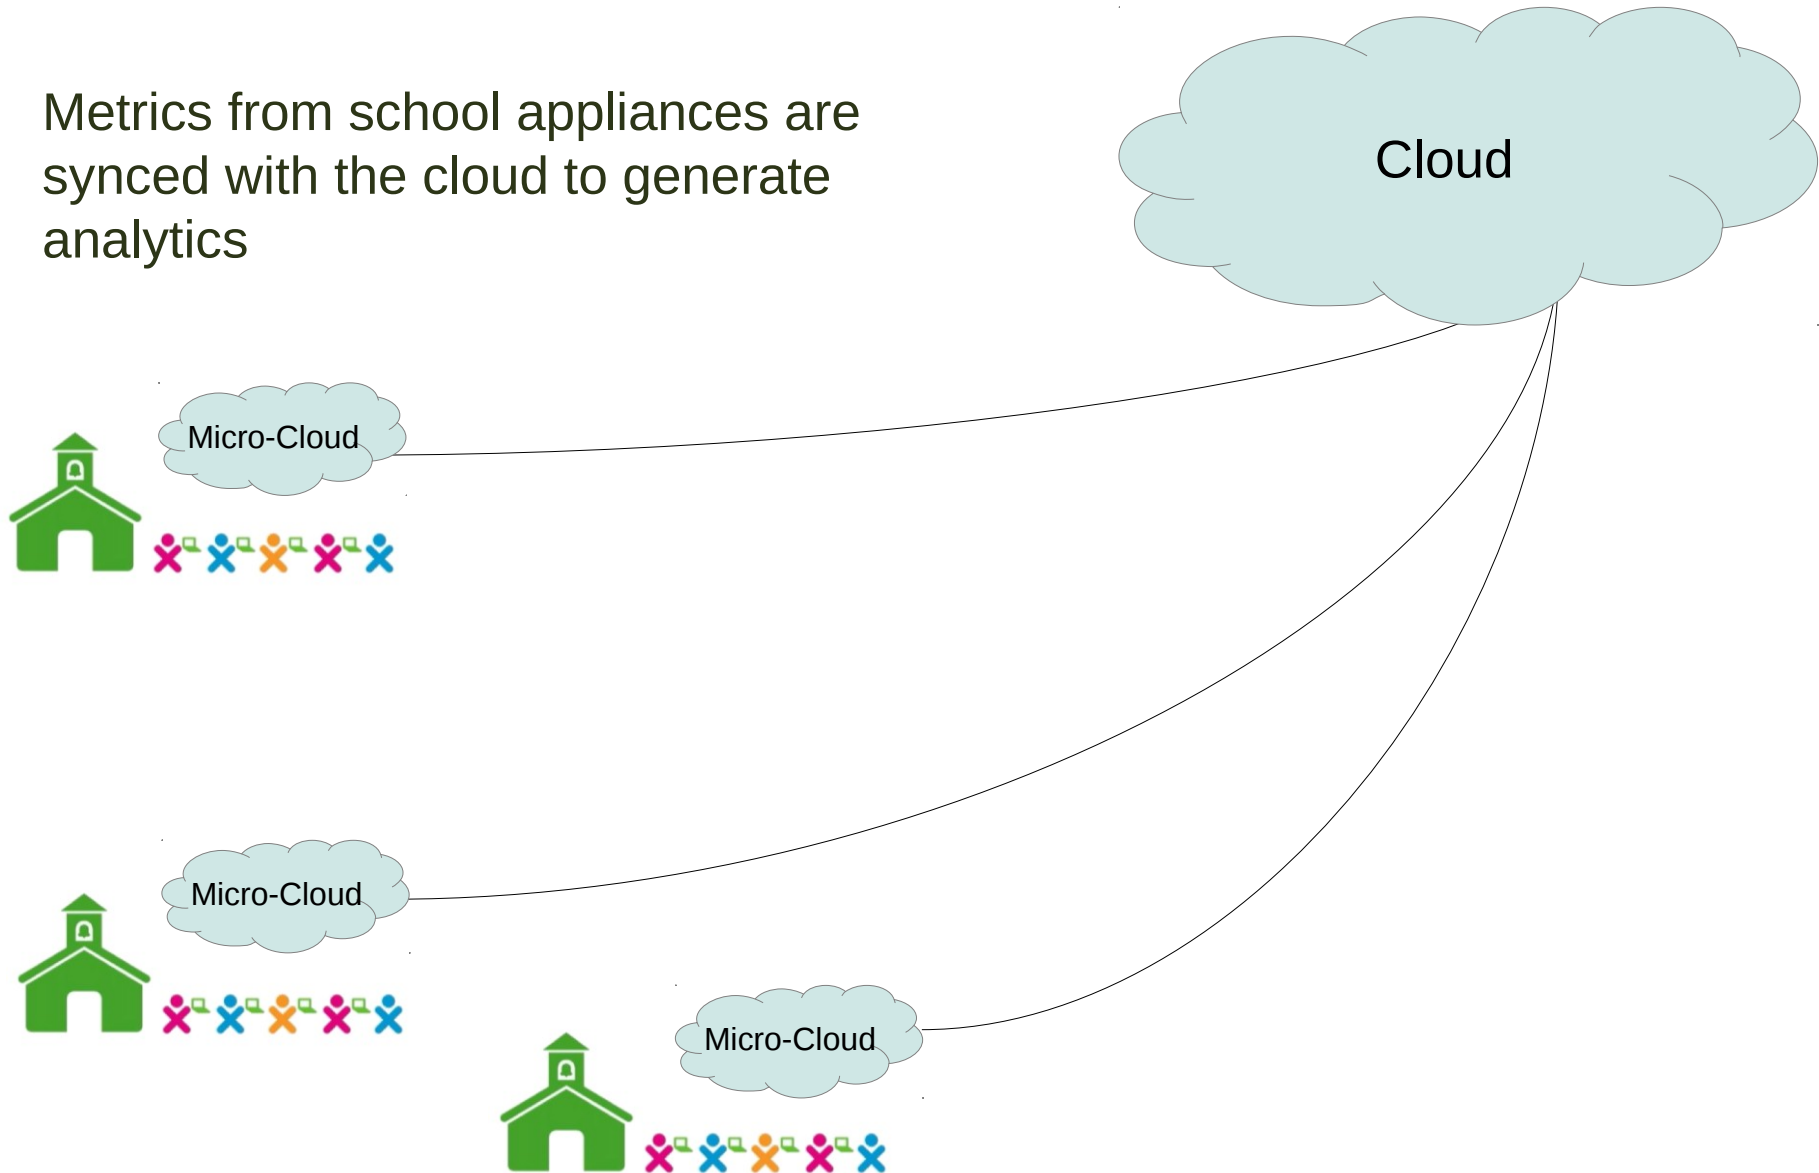 Metrics from school appliances are
synced with the cloud to generate
analytics
Cloud
Micro-Cloud
Micro-Cloud
Micro-Cloud